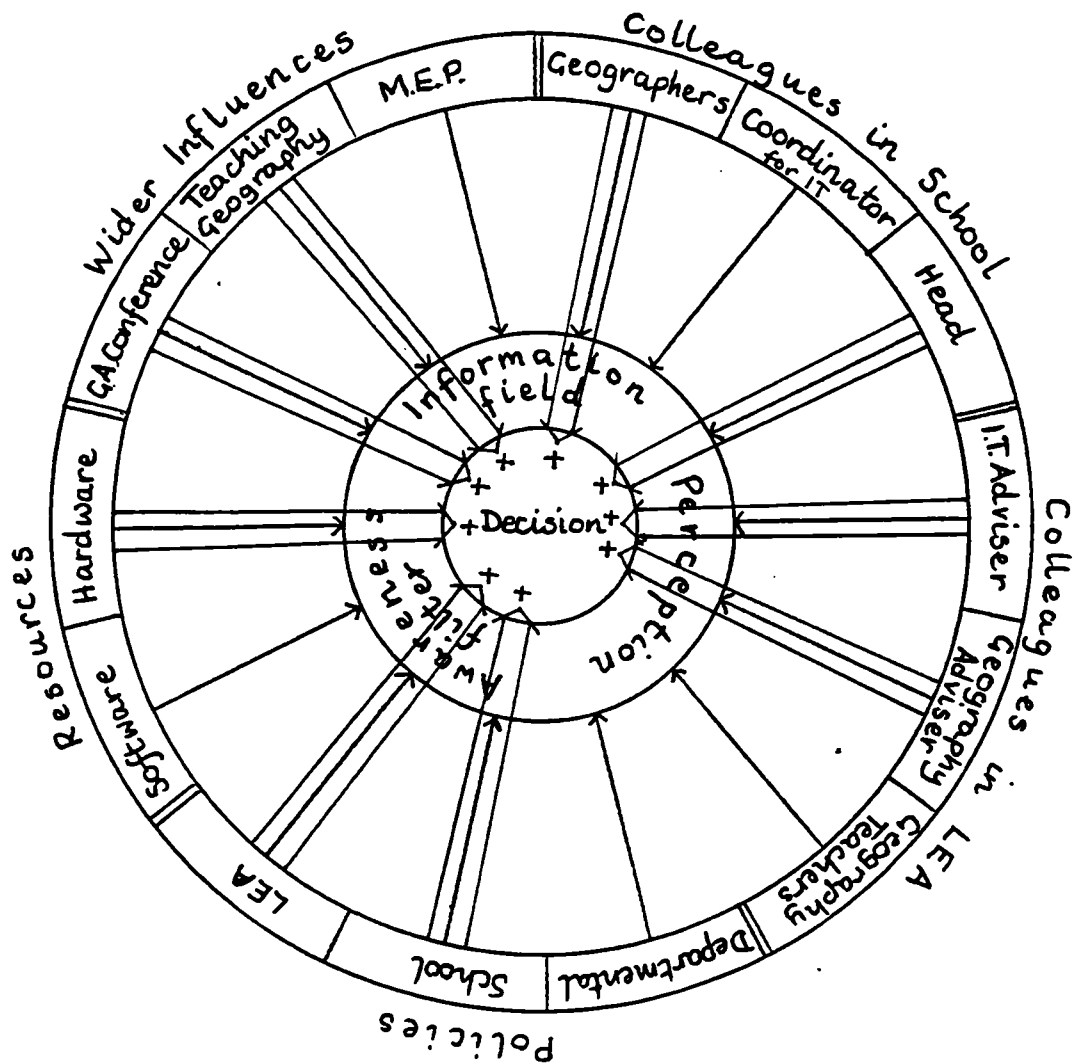 Wider Influences
M.E.P.
Teaching
Geography
G.A. Conference
Colleagues in School
Geographers
Coordinator
for IT
Head
Colleagues in LEA
I.T. Adviser
Geography
Adviser
Geography
Teachers
Policies
Departmental
School
LEA
Resources
Software
Hardware
Information
field
Perception
Awareness
filter
Decision
+
+
+
+
+
+
+
+
+